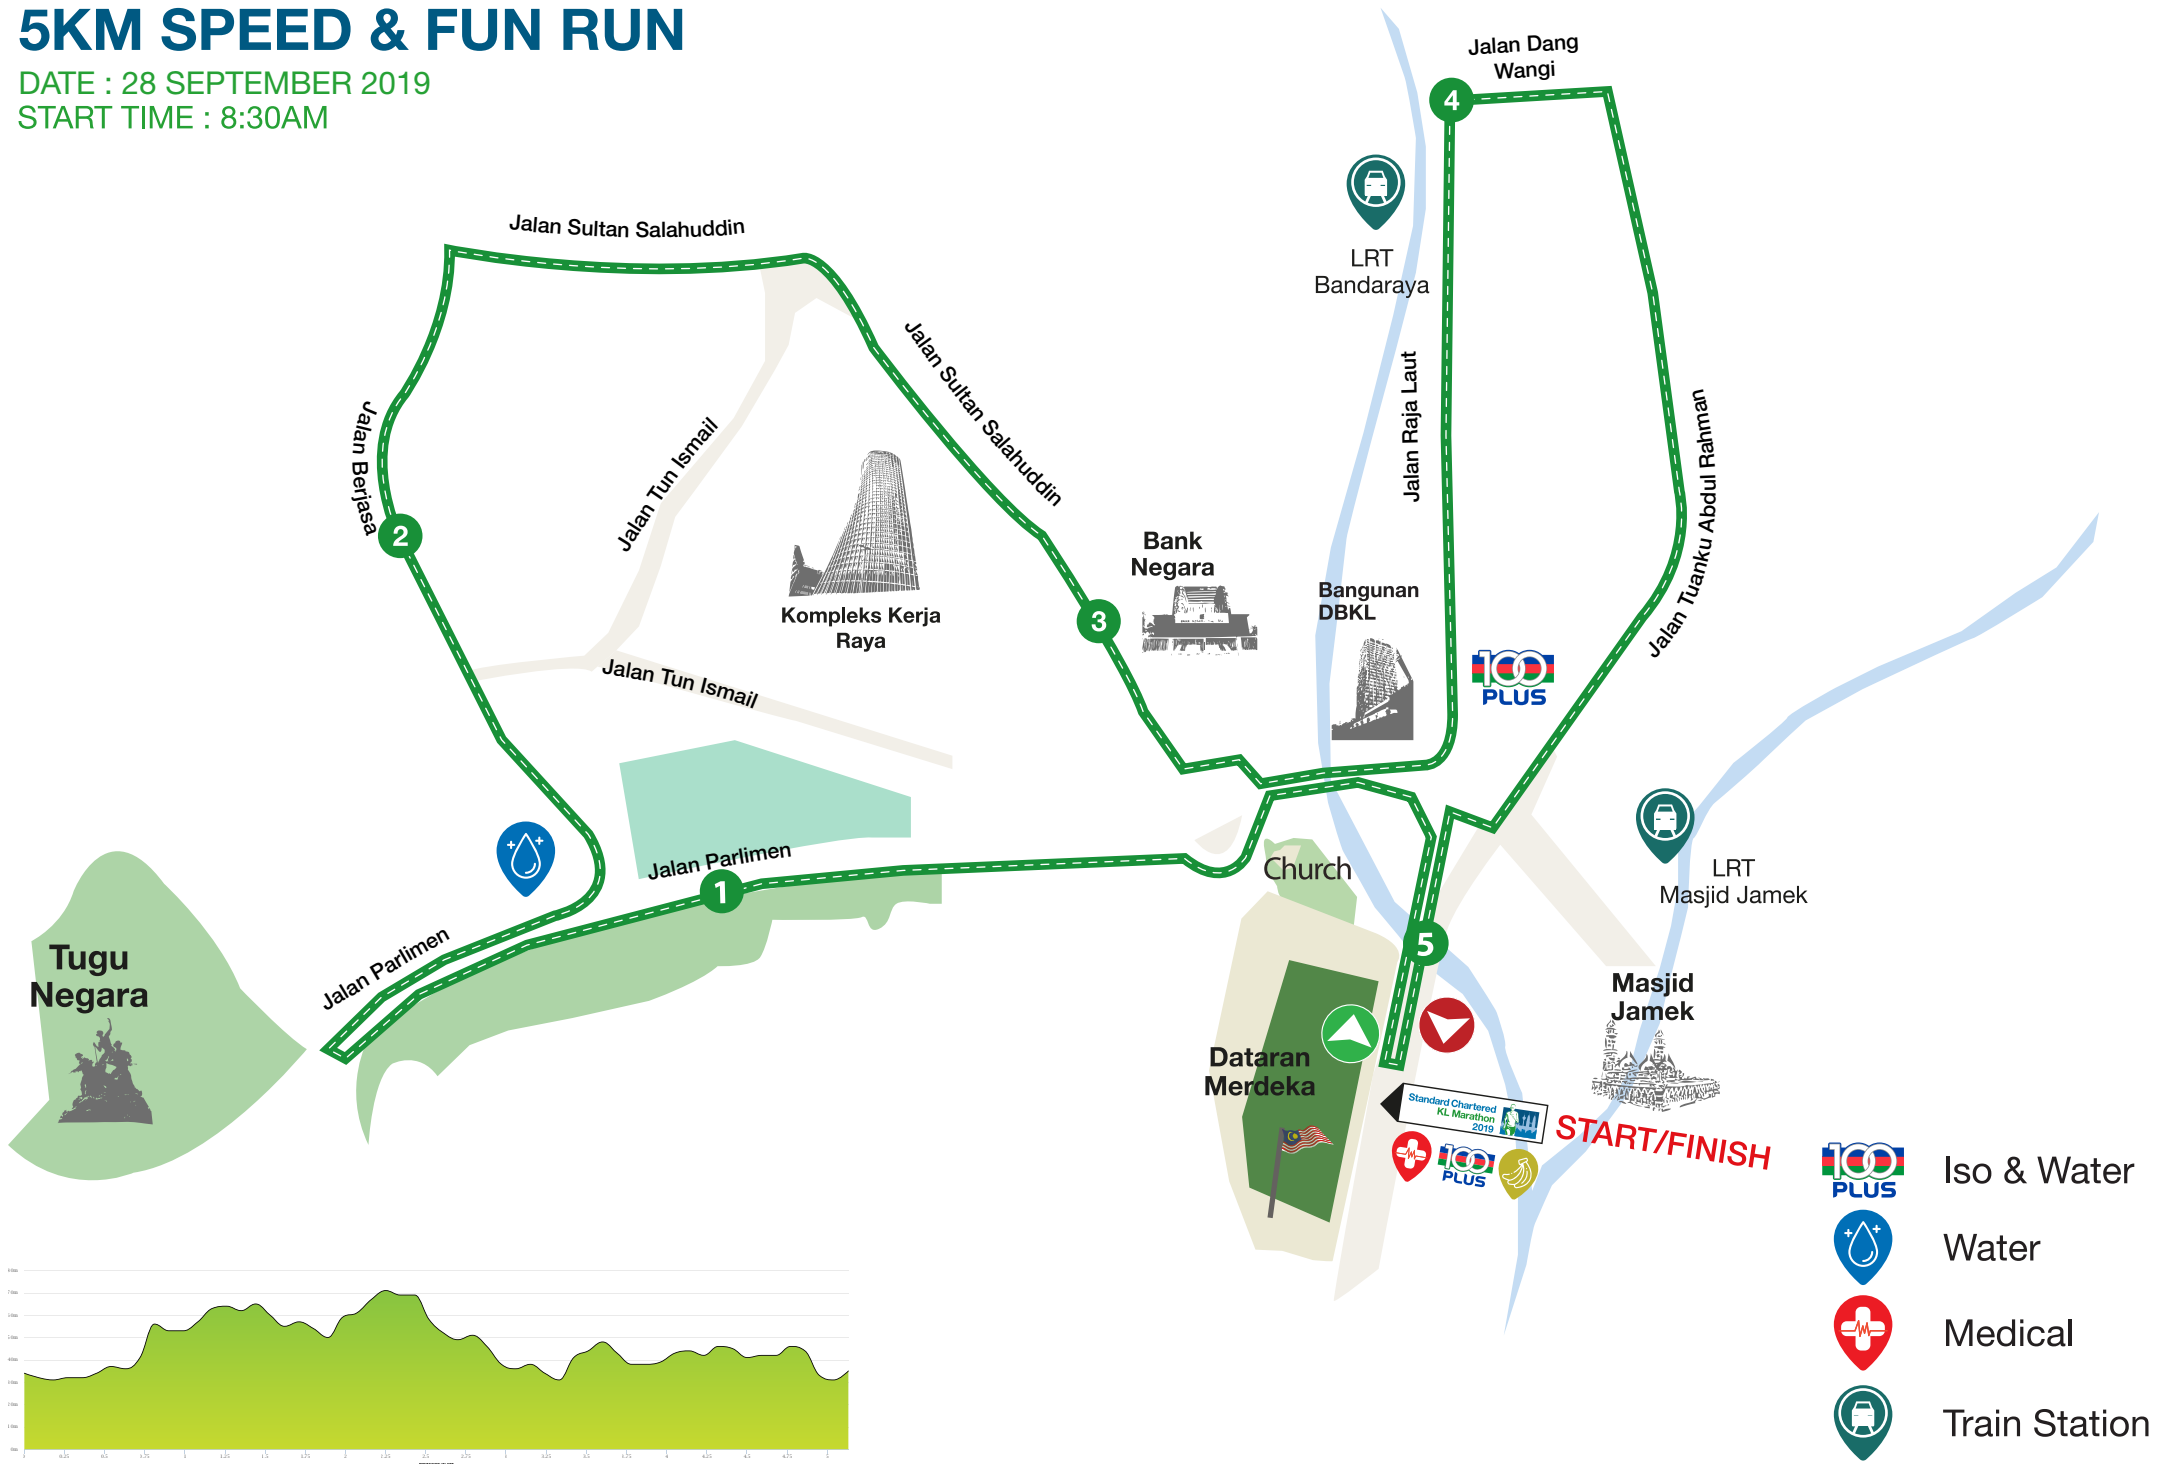 5KM SPEED & FUN RUN
DATE : 28 SEPTEMBER 2019
START TIME : 8:30AM
Jalan Dang
Wangi
4
LRT
Bandaraya
Jalan Sultan Salahuddin
Jalan Sultan Salahuddin
Jalan Raja Laut
Jalan Tuanku Abdul Rahman
Jalan Berjasa
2
Jalan Tun Ismail
Kompleks Kerja
Raya
Jalan Tun Ismail
3
Bank
Negara
Bangunan
DBKL
100
PLUS
Jalan Parlimen
1
Church
LRT
Masjid Jamek
5
Jalan Parlimen
Tugu
Negara
Masjid
Jamek
Dataran
Merdeka
Standard Chartered
KL Marathon
2019
START/FINISH
100
PLUS
100
PLUS
Iso & Water
Water
Medical
Train Station